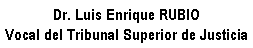 Dr. Luis Enrique RUBIO
Vocal del Tribunal Superior de Justicia